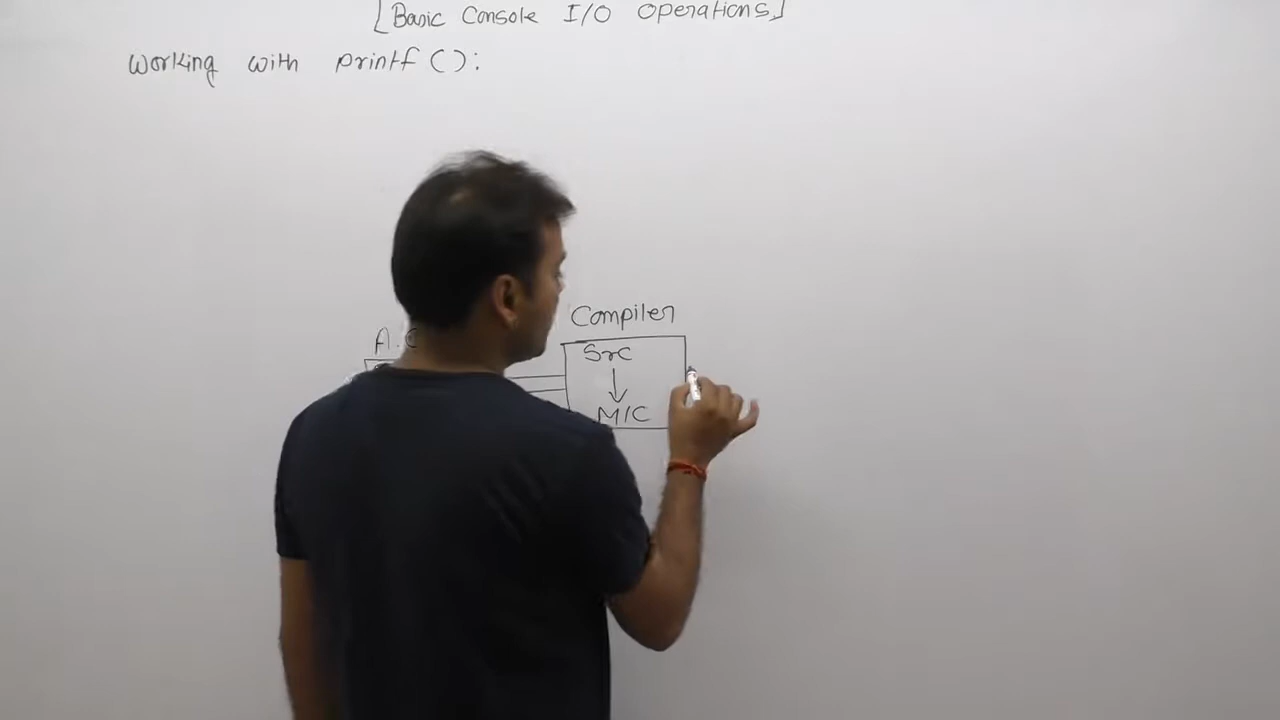 [Basic Console I/O Operations]
Working with printf():
Compiler
A.C
Src
M/C